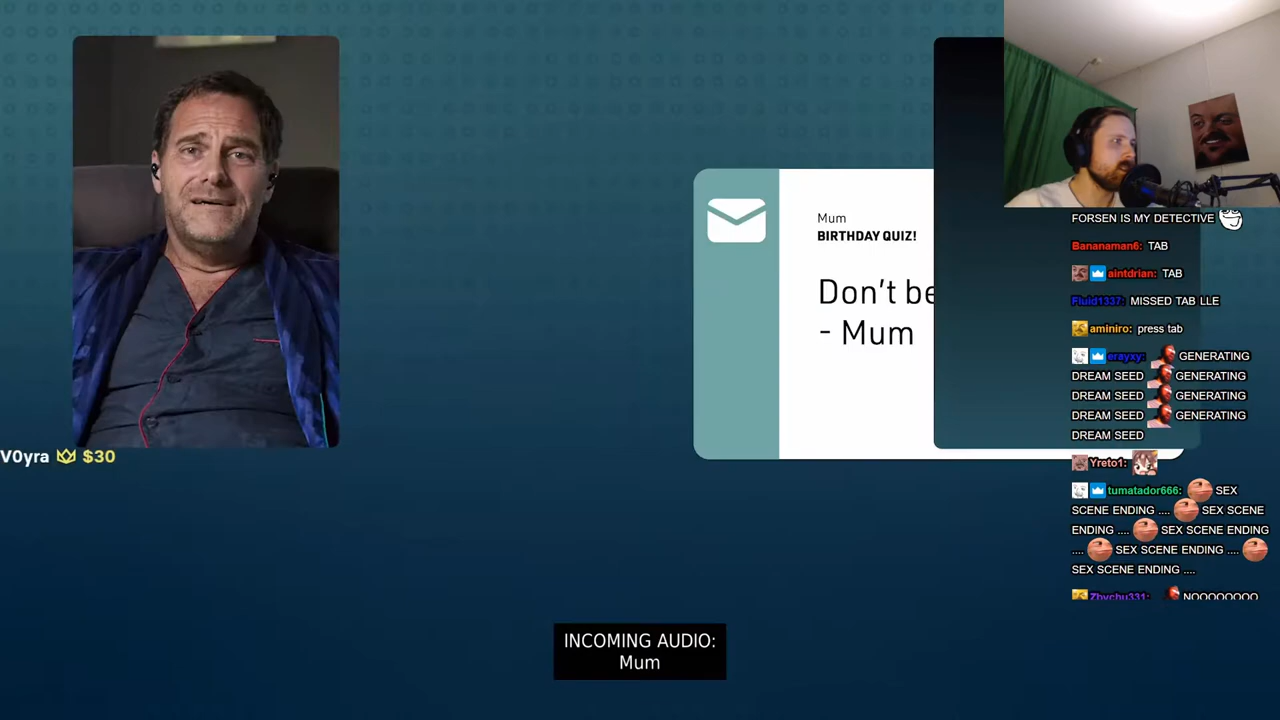 Mum
BIRTHDAY QUIZ!
Don't be
- Mum
V0yra $30
INCOMING AUDIO:
Mum
FORSEN IS MY DETECTIVE
Bananaman6: TAB
aintdrian: TAB
Fluid1337: MISSED TAB LLE
aminiro: press tab
erayxy: GENERATING
DREAM SEED GENERATING
DREAM SEED GENERATING
DREAM SEED GENERATING
DREAM SEED
Yreto1:
tumatador666: SEX
SCENE ENDING .... SEX SCENE
ENDING .... SEX SCENE ENDING
.... SEX SCENE ENDING ....
SEX SCENE ENDING ....
Zbychu331: NOOOOOOOO